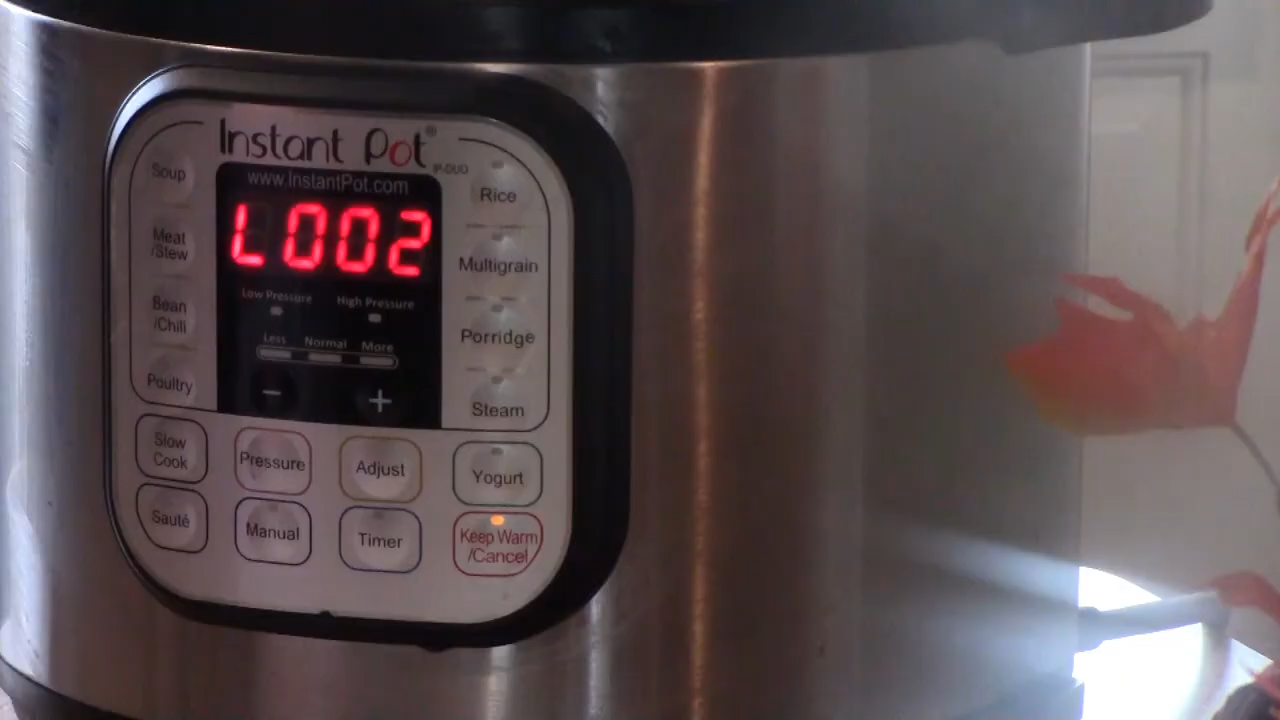 Instant Pot®
IP-DUO
www.InstantPot.com
L002
Soup
Meat
/Stew
Bean
/Chili
Poultry
Low Pressure
High Pressure
Less Normal More
− +
Rice
Multigrain
Porridge
Steam
Slow
Cook
Pressure
Adjust
Yogurt
Sauté
Manual
Timer
Keep Warm
/Cancel